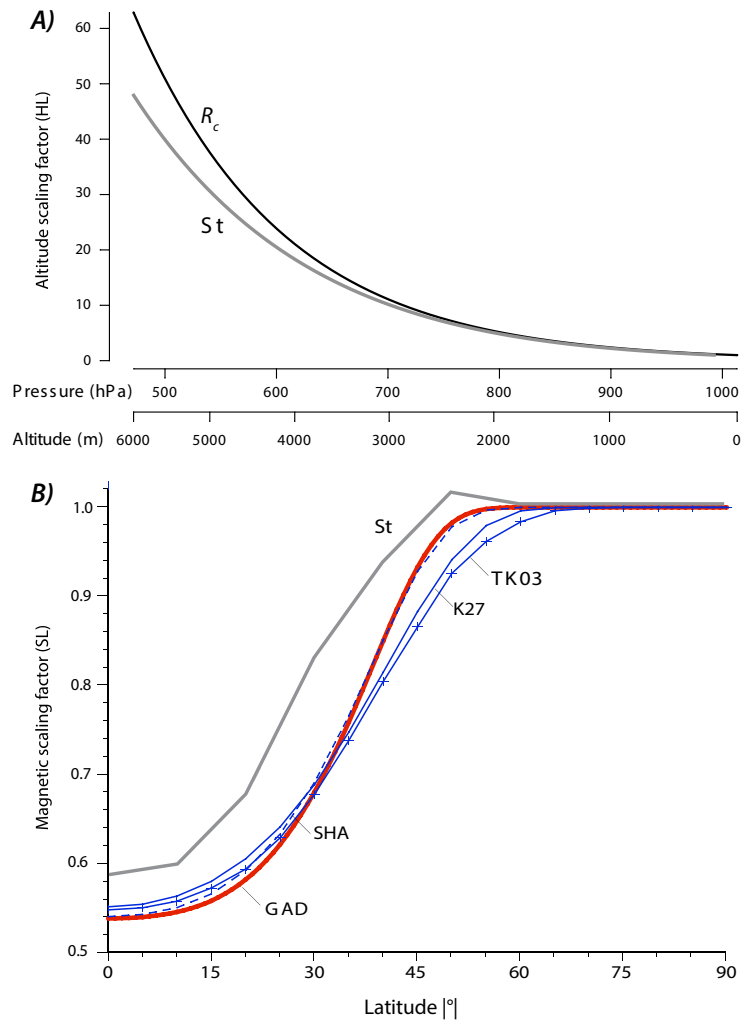 A)
Altitude scaling factor (HL)
60
50
40
30
20
10
0
Rc
St
500 600 700 800 900 1000
Pressure (hPa)
Altitude (m)
6000 5000 4000 3000 2000 1000 0
B)
Magnetic scaling factor (SL)
1.0
0.9
0.8
0.7
0.6
0.5
St
TK03
K27
SHA
GAD
0 15 30 45 60 75 90
Latitude |°|